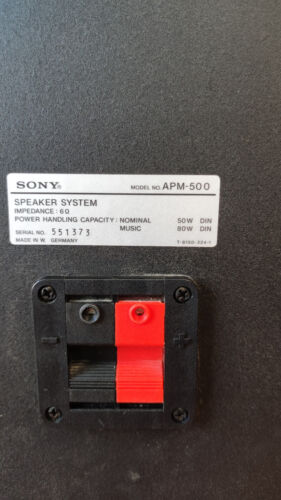 SONY® MODEL NO. APM-500
SPEAKER SYSTEM
IMPEDANCE: 6Ω
POWER HANDLING CAPACITY: NOMINAL 50W DIN
MUSIC 80W DIN
SERIAL NO. 551373
MADE IN W. GERMANY
- +